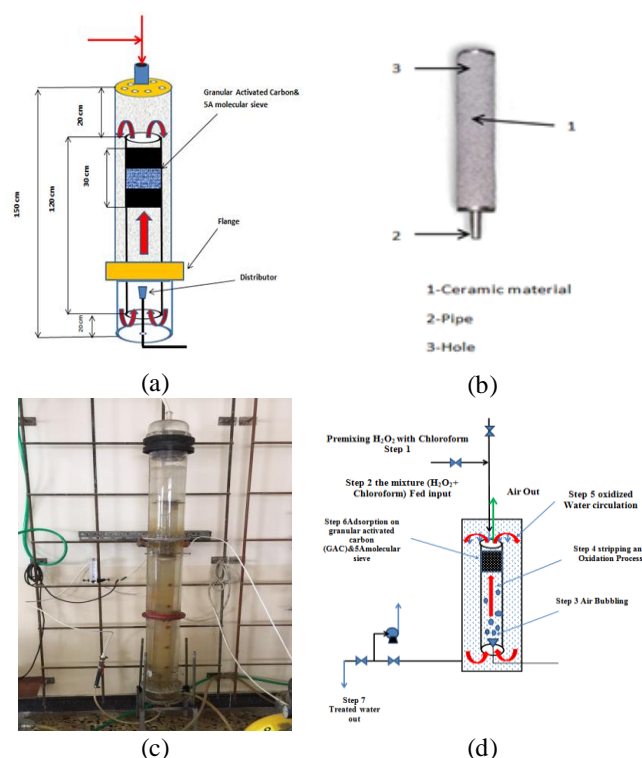 Granular Activated Carbon&
5A molecular sieve
20 cm
30 cm
120 cm
150 cm
Flange
Distributor
20 cm
(a)
3
1
2
1-Ceramic material
2-Pipe
3-Hole
(b)
(c)
Premixing H₂O₂ with Chloroform
Step 1
Step 2 the mixture (H₂O₂+
Chloroform) Fed input
Air Out
Step 5 oxidized
Water circulation
Step 6Adsorption on
granular activated
carbon
(GAC)&5Amolecular
sieve
Step 4 stripping an
Oxidation Process
Step 3 Air Bubbling
Step 7
Treated water
out
(d)